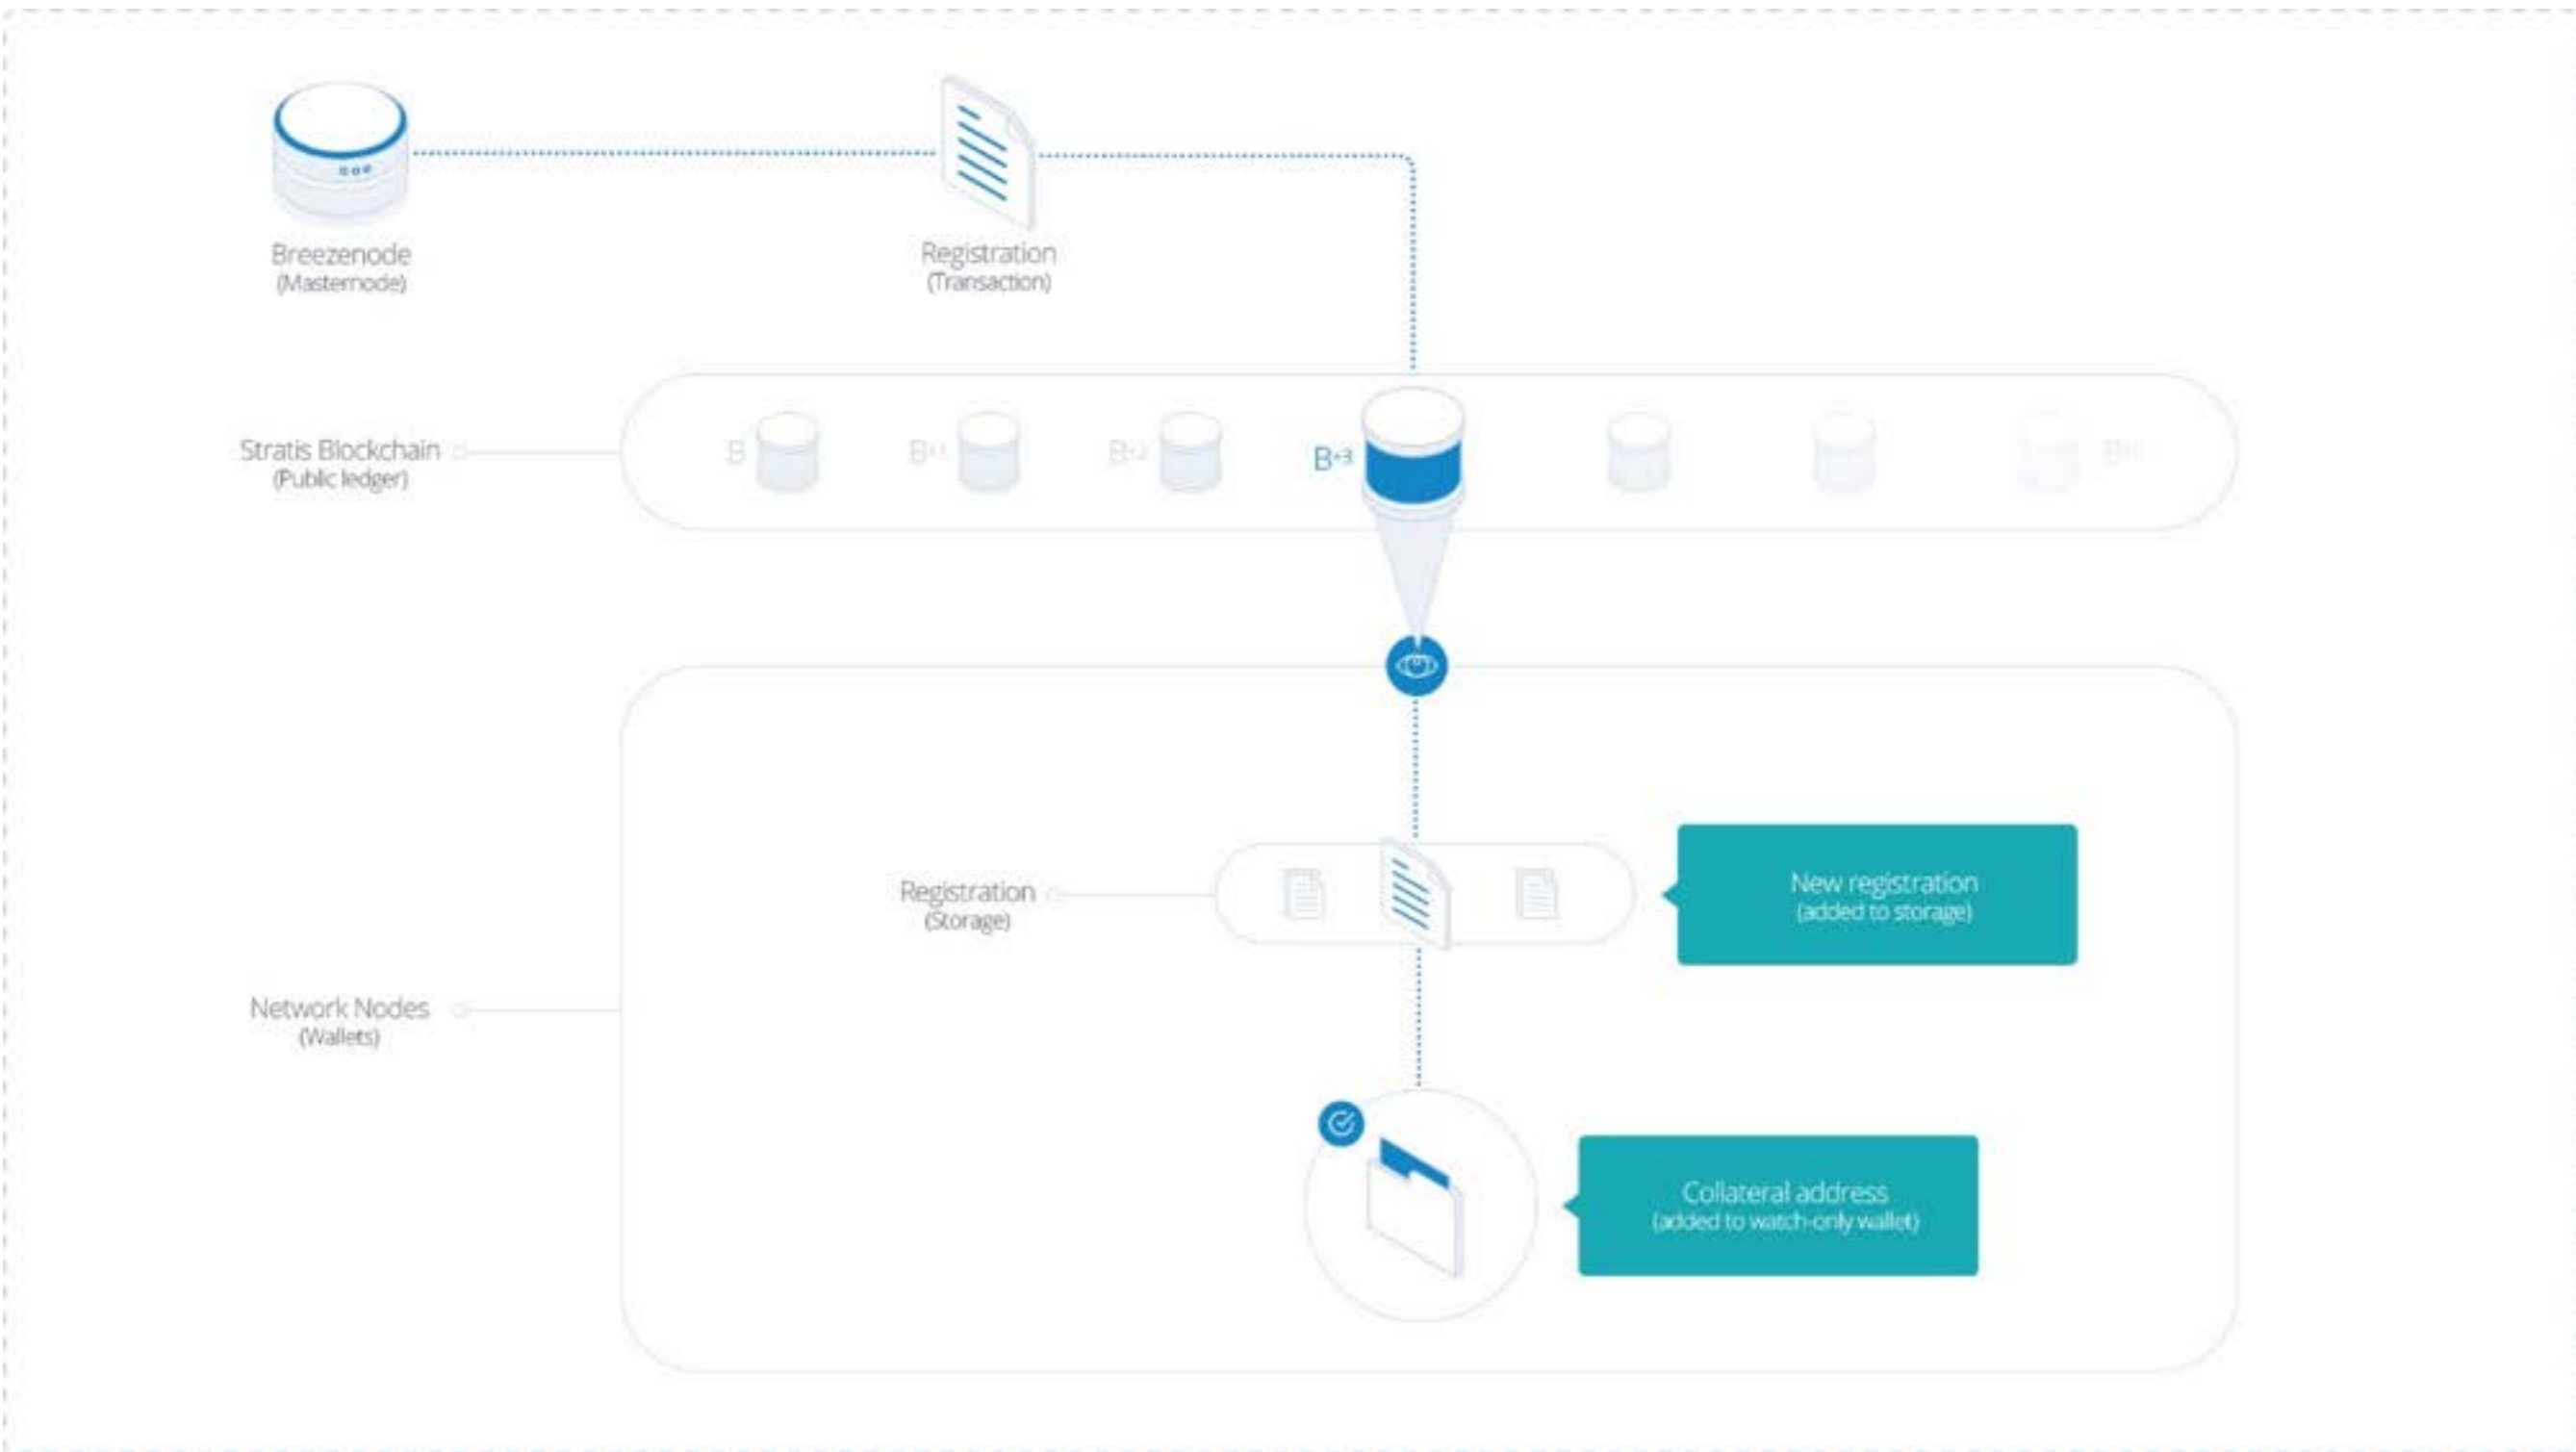 Breezenode
(Masternode)
Registration
(Transaction)
Stratis Blockchain
(Public ledger)
B
B+1
B+2
B+3
Registration
(Storage)
New registration
(added to storage)
Network Nodes
(Wallets)
Collateral address
(added to watch-only wallet)